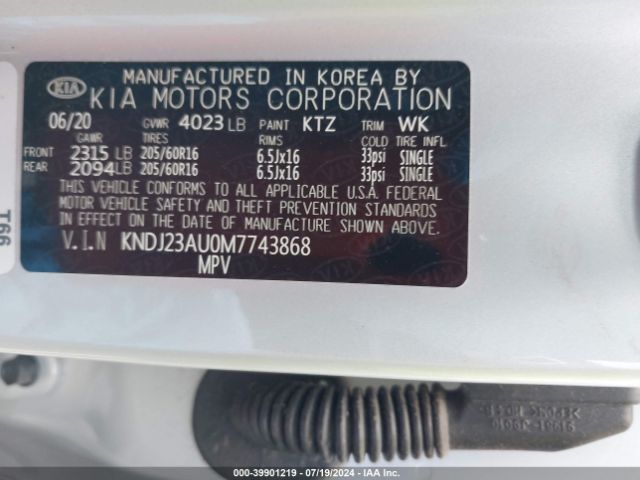 KIA
MANUFACTURED IN KOREA BY
KIA MOTORS CORPORATION
06/20 GVWR 4023 LB PAINT KTZ TRIM WK
GAWR TIRES RIMS COLD TIRE INFL
FRONT 2315 LB 205/60R16 6.5Jx16 33psi SINGLE
REAR 2094 LB 205/60R16 6.5Jx16 33psi SINGLE
THIS VEHICLE CONFORMS TO ALL APPLICABLE U.S.A. FEDERAL
MOTOR VEHICLE SAFETY AND THEFT PREVENTION STANDARDS
IN EFFECT ON THE DATE OF MANUFACTURE SHOWN ABOVE.
V.I.N KNDJ23AU0M7743868
MPV
000-39901219 - 07/19/2024 - IAA Inc.